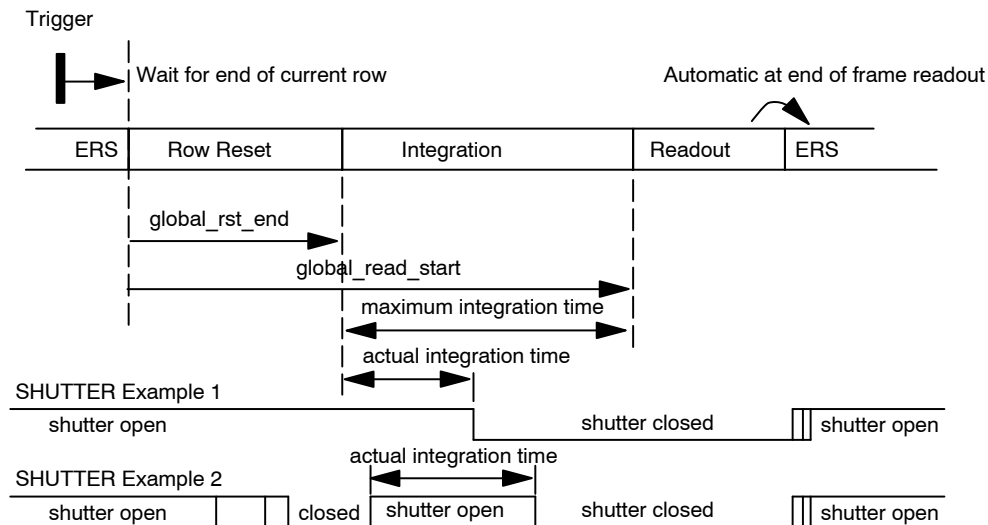 Trigger
Wait for end of current row
Automatic at end of frame readout
ERS Row Reset Integration Readout ERS
global_rst_end
global_read_start
maximum integration time
actual integration time
SHUTTER Example 1
shutter open shutter closed shutter open
actual integration time
SHUTTER Example 2
shutter open closed shutter open shutter closed shutter open